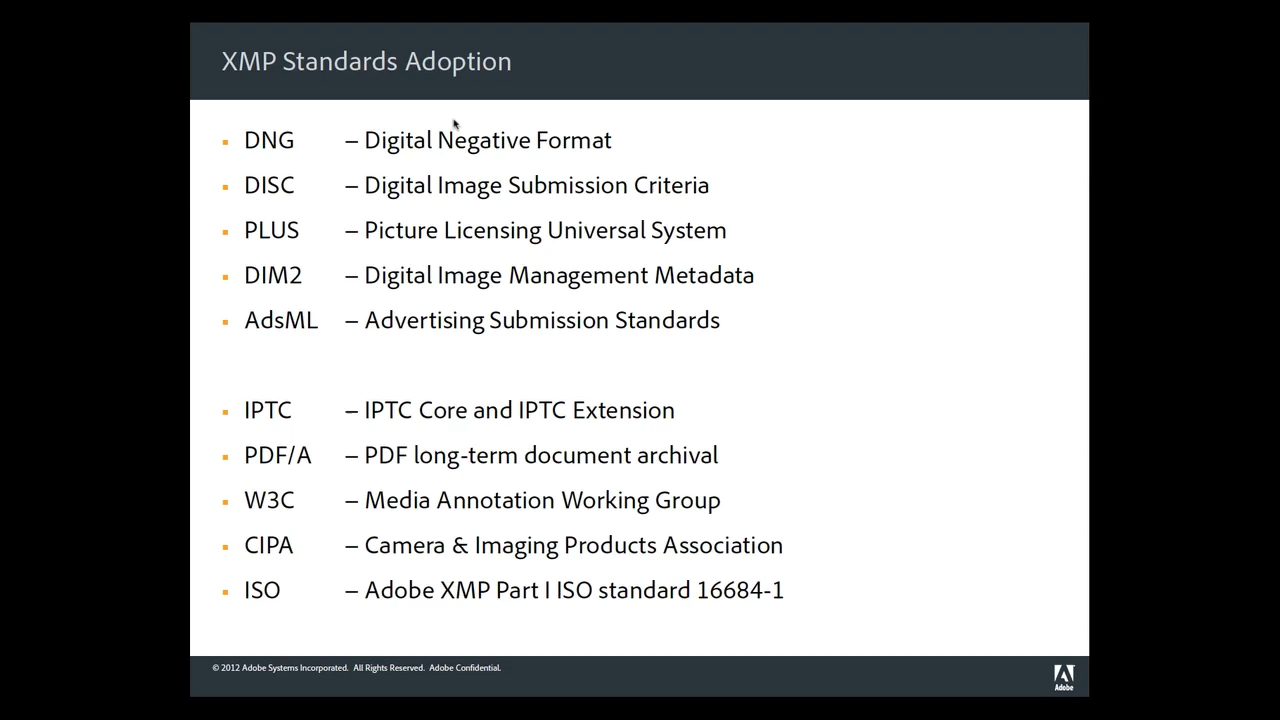 XMP Standards Adoption
▪ DNG – Digital Negative Format
▪ DISC – Digital Image Submission Criteria
▪ PLUS – Picture Licensing Universal System
▪ DIM2 – Digital Image Management Metadata
▪ AdsML – Advertising Submission Standards
▪ IPTC – IPTC Core and IPTC Extension
▪ PDF/A – PDF long-term document archival
▪ W3C – Media Annotation Working Group
▪ CIPA – Camera & Imaging Products Association
▪ ISO – Adobe XMP Part I ISO standard 16684-1
© 2012 Adobe Systems Incorporated. All Rights Reserved. Adobe Confidential.
Adobe